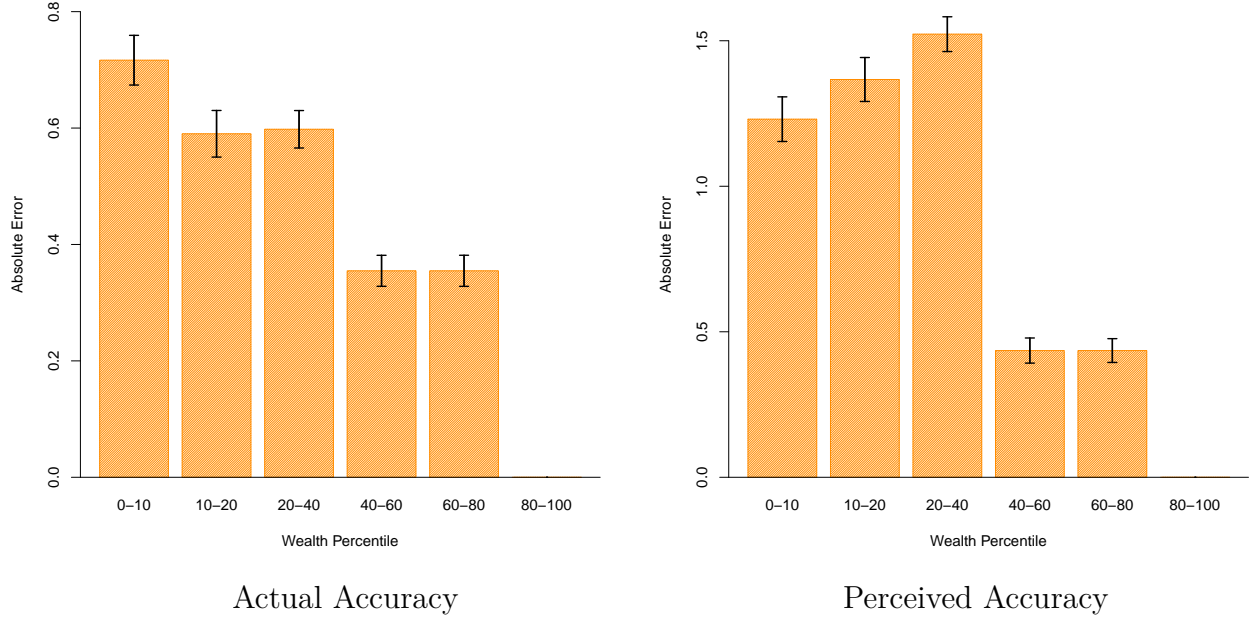 0.8
0.6
0.4
0.2
0.0
Absolute Error
0−10 10−20 20−40 40−60 60−80 80−100
Wealth Percentile
Actual Accuracy
1.5
1.0
0.5
0.0
Absolute Error
0−10 10−20 20−40 40−60 60−80 80−100
Wealth Percentile
Perceived Accuracy